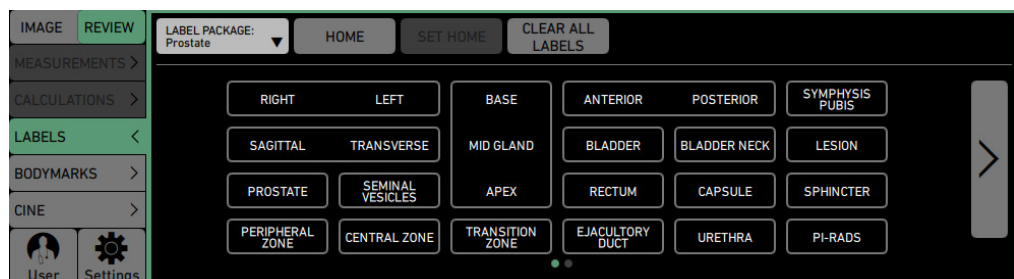 IMAGE REVIEW
MEASUREMENTS >
CALCULATIONS >
LABELS <
BODYMARKS >
CINE >
User Settings
LABEL PACKAGE:
Prostate
HOME
SET HOME
CLEAR ALL
LABELS
RIGHT LEFT
BASE
ANTERIOR POSTERIOR
SYMPHYSIS
PUBIS
SAGITTAL TRANSVERSE
MID GLAND
BLADDER
BLADDER NECK
LESION
PROSTATE
SEMINAL
VESICLES
APEX
RECTUM
CAPSULE
SPHINCTER
PERIPHERAL
ZONE
CENTRAL ZONE
TRANSITION
ZONE
EJACULTORY
DUCT
URETHRA
PI-RADS